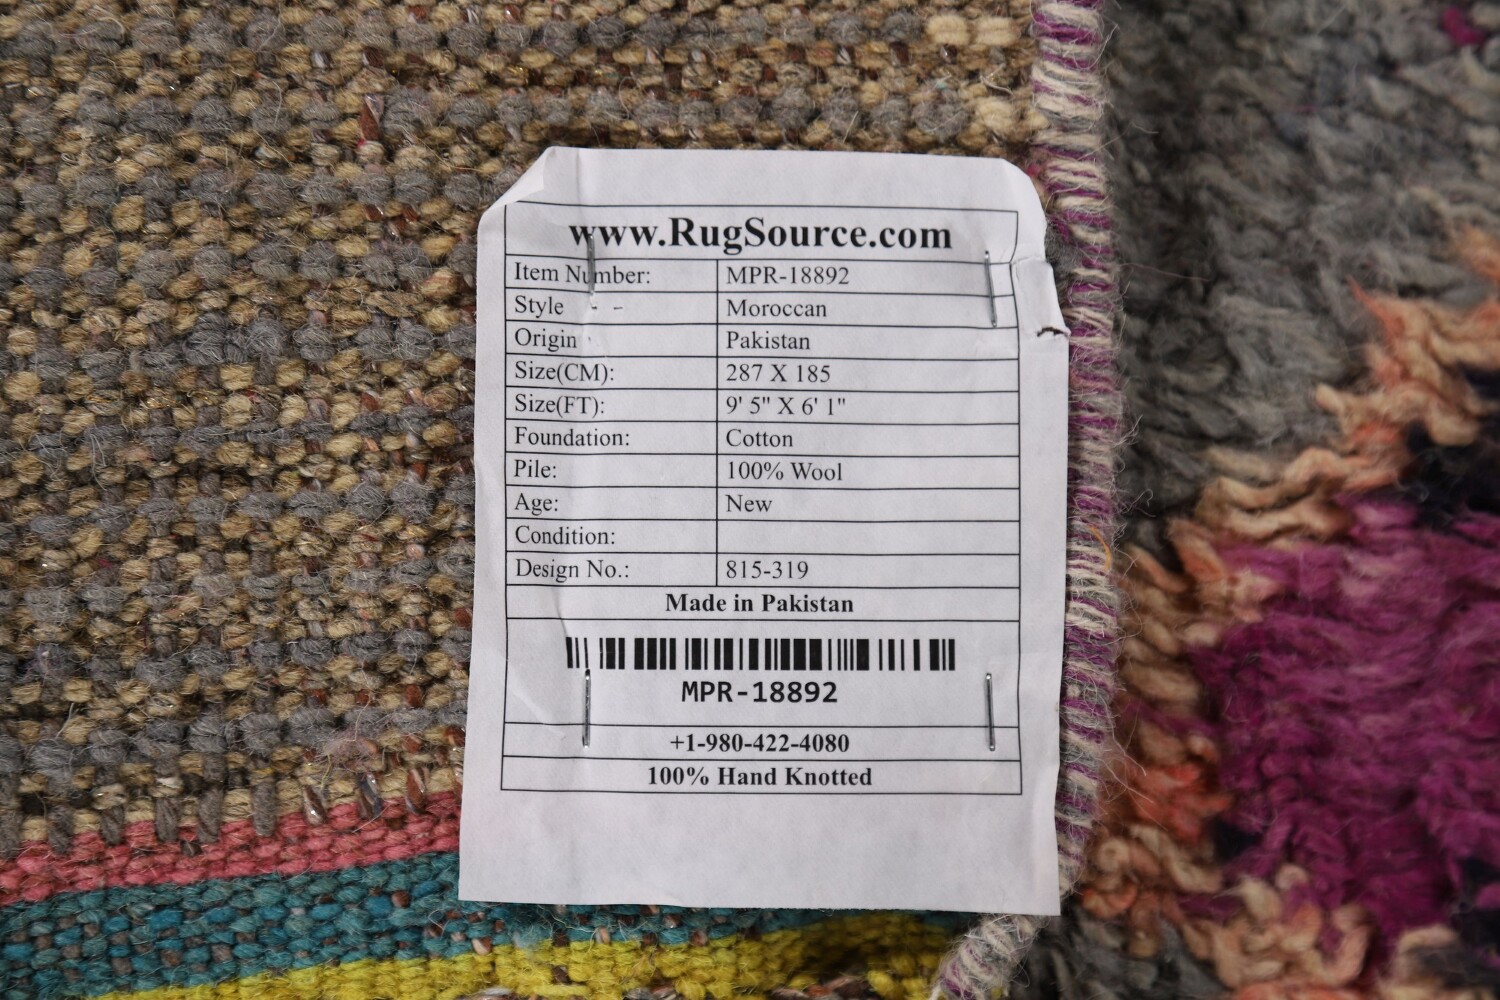 www.RugSource.com
Item Number: MPR-18892
Style Moroccan
Origin Pakistan
Size(CM): 287 X 185
Size(FT): 9' 5" X 6' 1"
Foundation: Cotton
Pile: 100% Wool
Age: New
Condition:
Design No.: 815-319
Made in Pakistan
MPR-18892
+1-980-422-4080
100% Hand Knotted